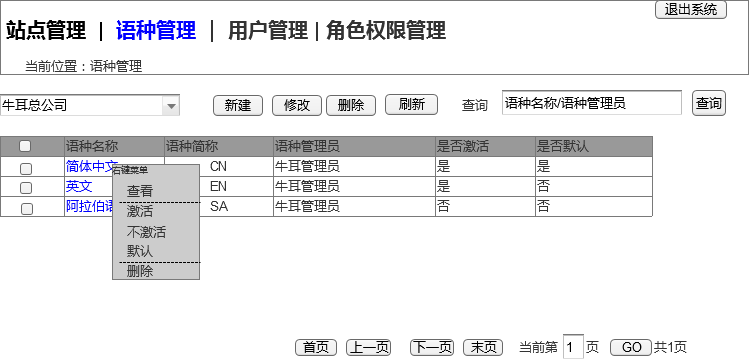 退出系统
站点管理 | 语种管理 | 用户管理 | 角色权限管理
当前位置：语种管理
牛耳总公司 新建 修改 删除 刷新 查询 语种名称/语种管理员 查询
语种名称 语种简称 语种管理员 是否激活 是否默认
简体中文 CN 牛耳管理员 是 是
英文 EN 牛耳管理员 是 否
阿拉伯语 SA 牛耳管理员 否 否
右键菜单
查看
激活
不激活
默认
删除
首页 上一页 下一页 末页 当前第 1 页 GO 共1页